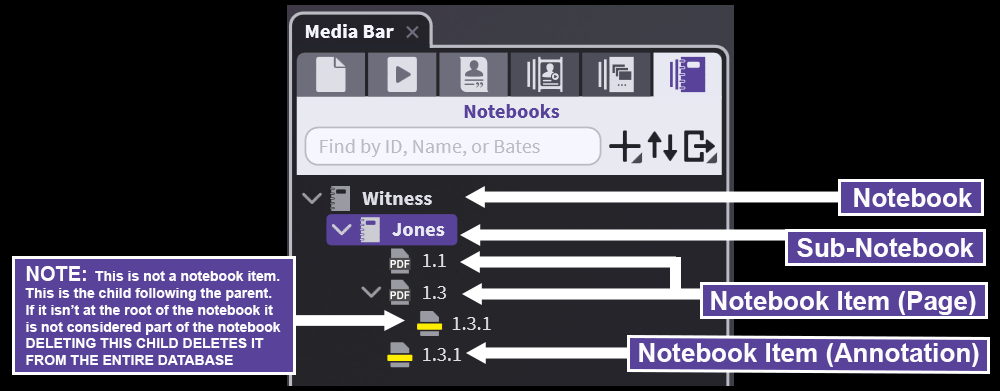 Media Bar ×
Notebooks
Find by ID, Name, or Bates
Witness
Notebook
Jones
Sub-Notebook
PDF 1.1
PDF 1.3
Notebook Item (Page)
1.3.1
1.3.1
Notebook Item (Annotation)
NOTE: This is not a notebook item.
This is the child following the parent.
If it isn't at the root of the notebook it
is not considered part of the notebook
DELETING THIS CHILD DELETES IT
FROM THE ENTIRE DATABASE